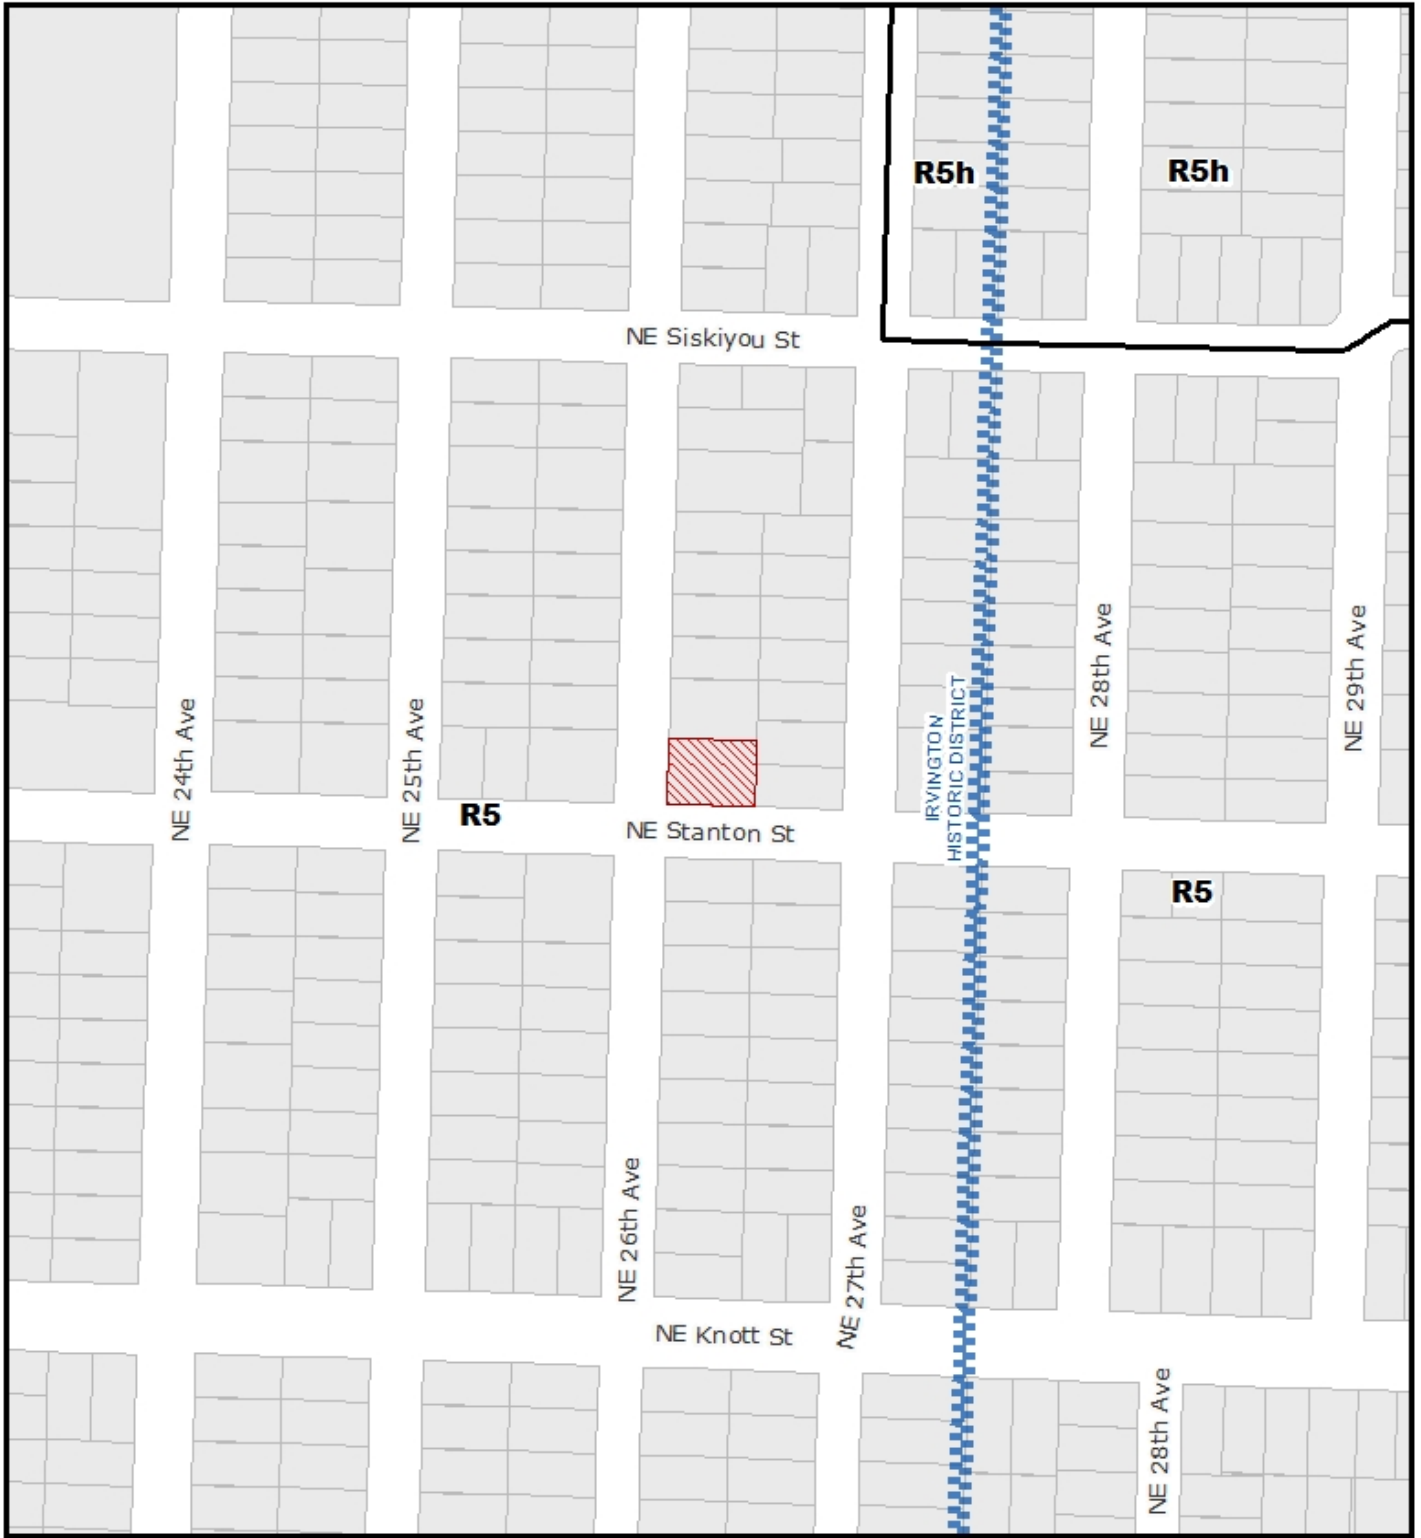 R5h
R5h
NE Siskiyou St
NE 28th Ave
NE 29th Ave
NE 24th Ave
NE 25th Ave
IRVINGTON
HISTORIC DISTRICT
R5
NE Stanton St
R5
NE 26th Ave
NE 27th Ave
NE Knott St
NE 28th Ave